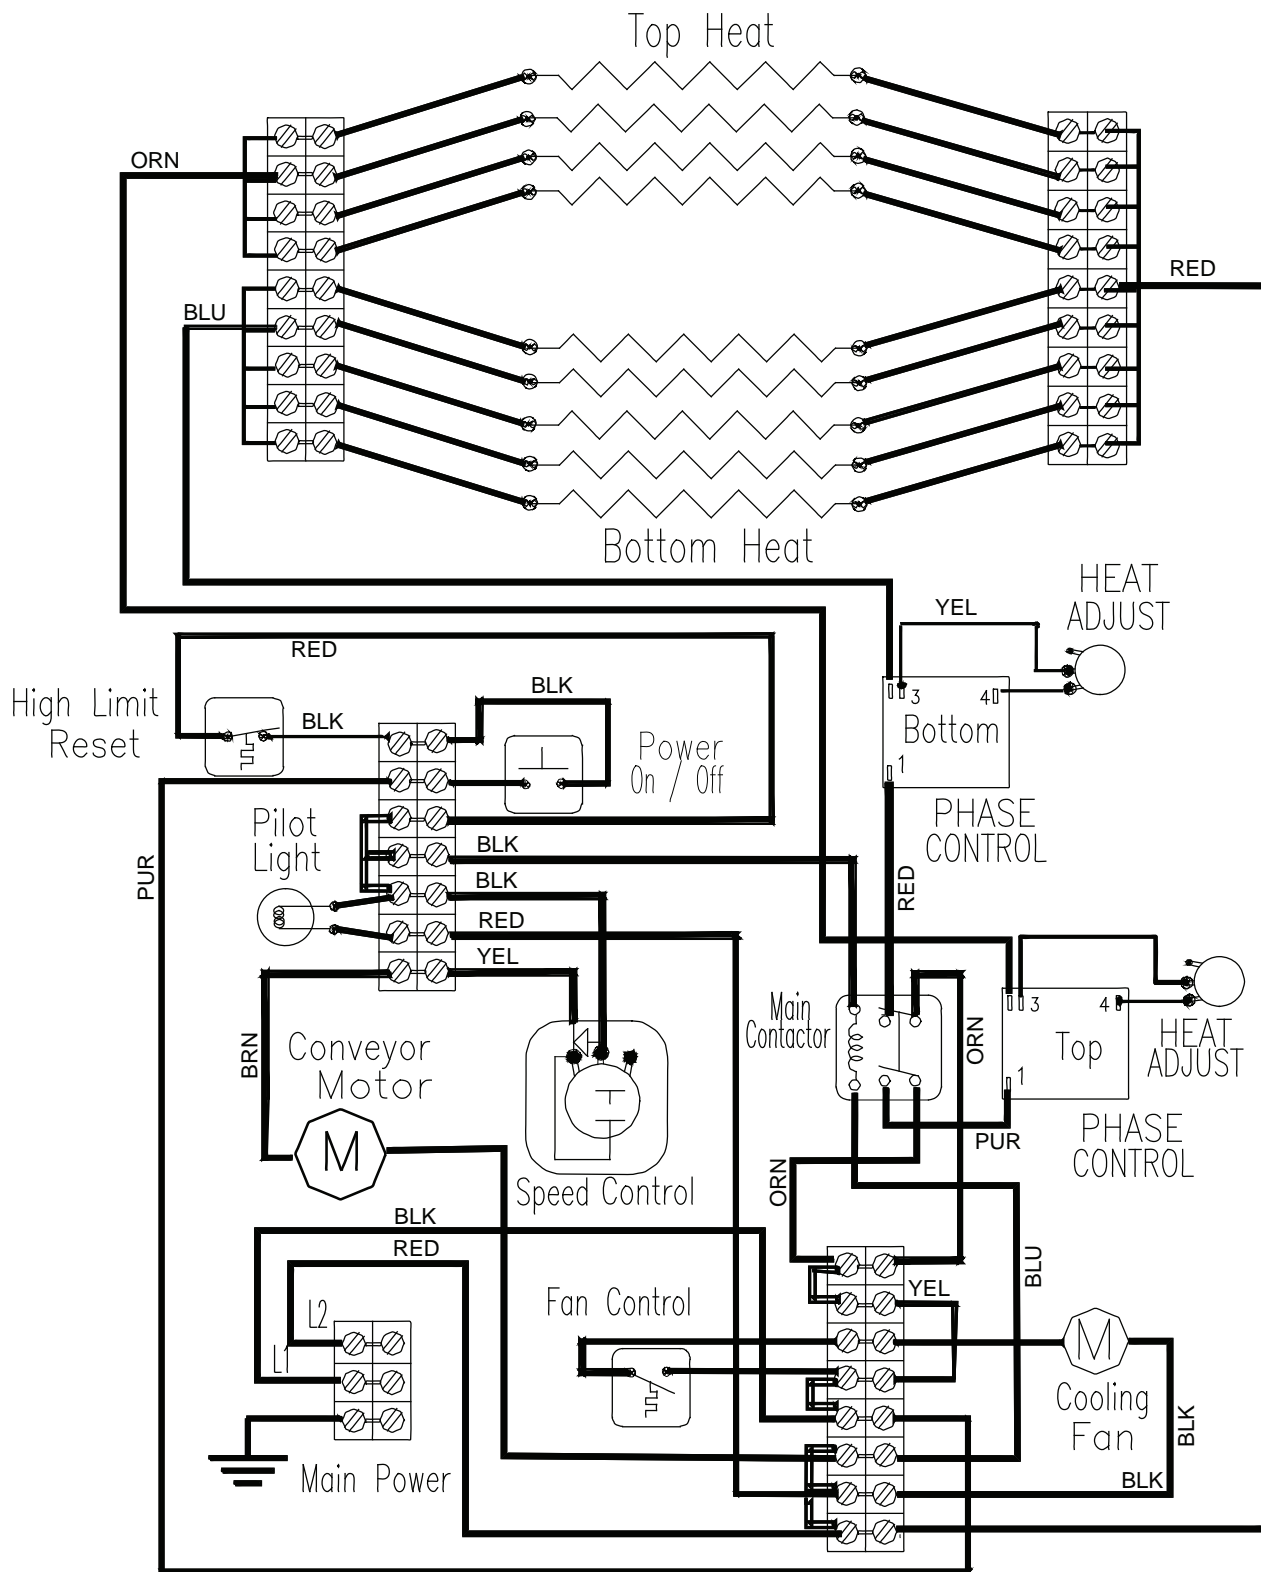 Top Heat
ORN
RED
BLU
Bottom Heat
HEAT
ADJUST
YEL
RED
BLK
High Limit
Reset
BLK
3
4
Bottom
Power
On / Off
1
Pilot
Light
PHASE
CONTROL
PUR
BLK
BLK
RED
RED
YEL
Main
Contactor
ORN
3
4
HEAT
ADJUST
Top
1
BRN
Conveyor
Motor
M
PUR
PHASE
CONTROL
Speed Control
ORN
BLK
RED
BLU
YEL
Fan Control
L2
L1
M
Cooling
Fan
BLK
BLK
Main Power